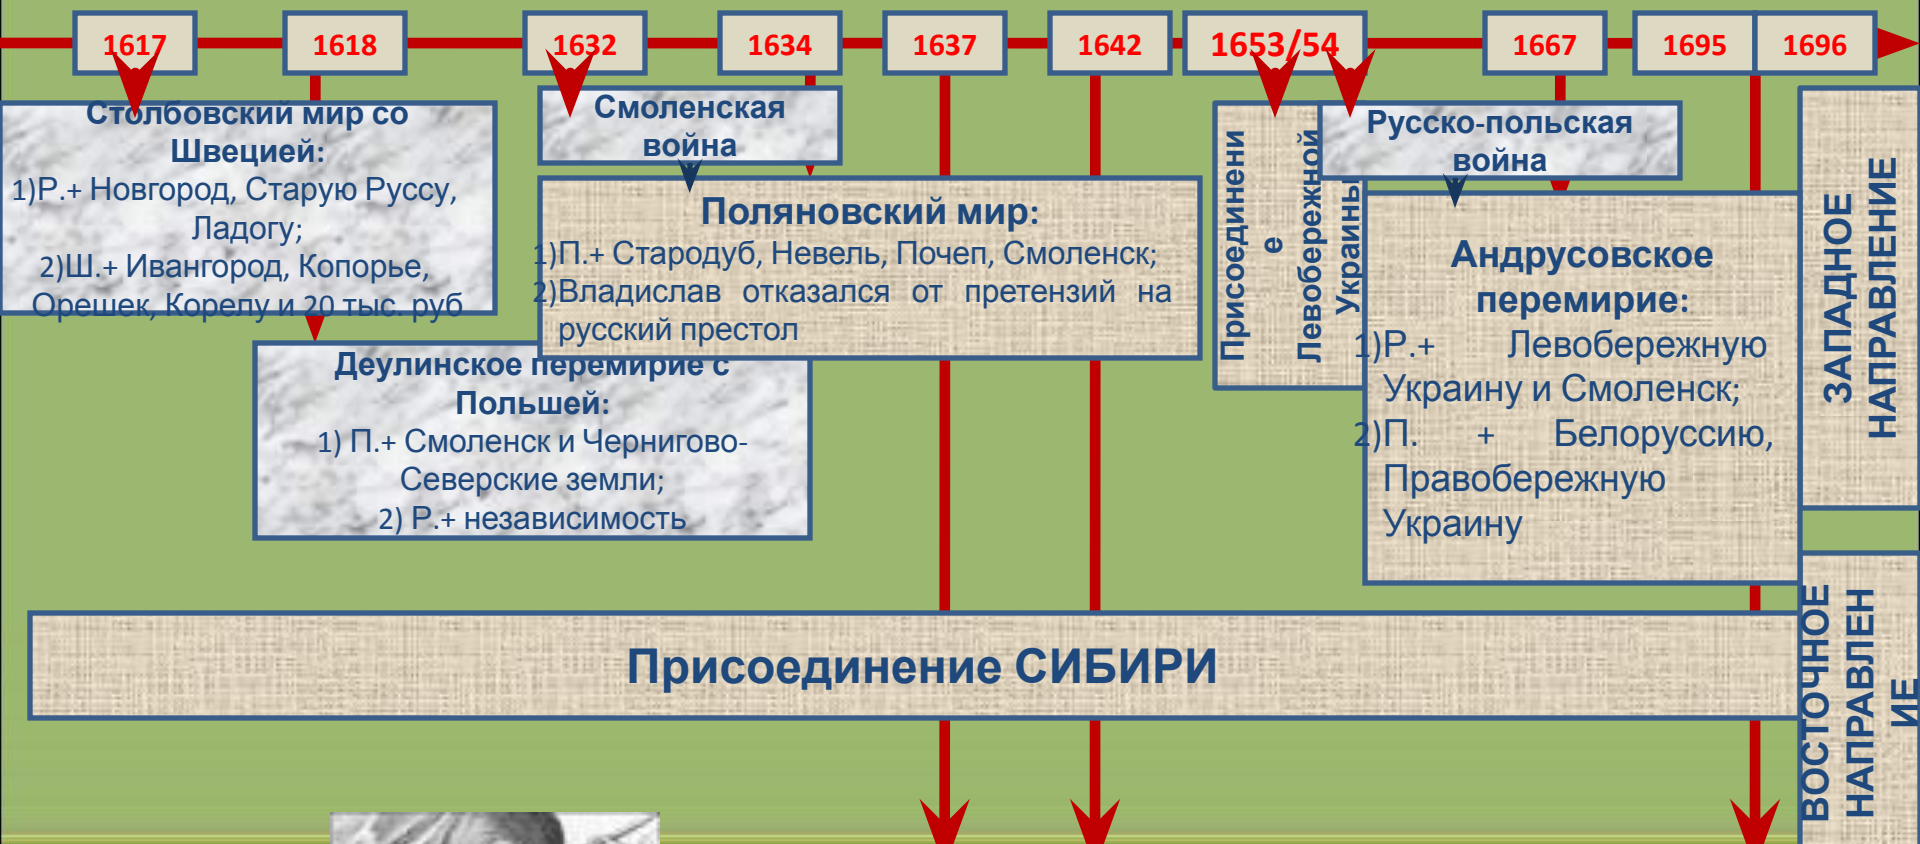 1617
1618
1632
1634
1637
1642
1653/54
1667
1695
1696
Столбовский мир со
Швецией:
1)Р.+ Новгород, Старую Руссу,
Ладогу;
2)Ш.+ Ивангород, Копорье,
Орешек, Корелу и 20 тыс. руб
Деулинское перемирие с
Польшей:
1) П.+ Смоленск и Чернигово-
Северские земли;
2) Р.+ независимость
Смоленская
война
Поляновский мир:
1)П.+ Стародуб, Невель, Почеп, Смоленск;
2)Владислав отказался от претензий на
русский престол
Присоединени
е
Левобережной
Украины
Русско-польская
война
Андрусовское
перемирие:
1)Р.+ Левобережную
Украину и Смоленск;
2)П. + Белоруссию,
Правобережную
Украину
ЗАПАДНОЕ
НАПРАВЛЕНИЕ
Присоединение СИБИРИ
ВОСТОЧНОЕ
НАПРАВЛЕН
ИЕ